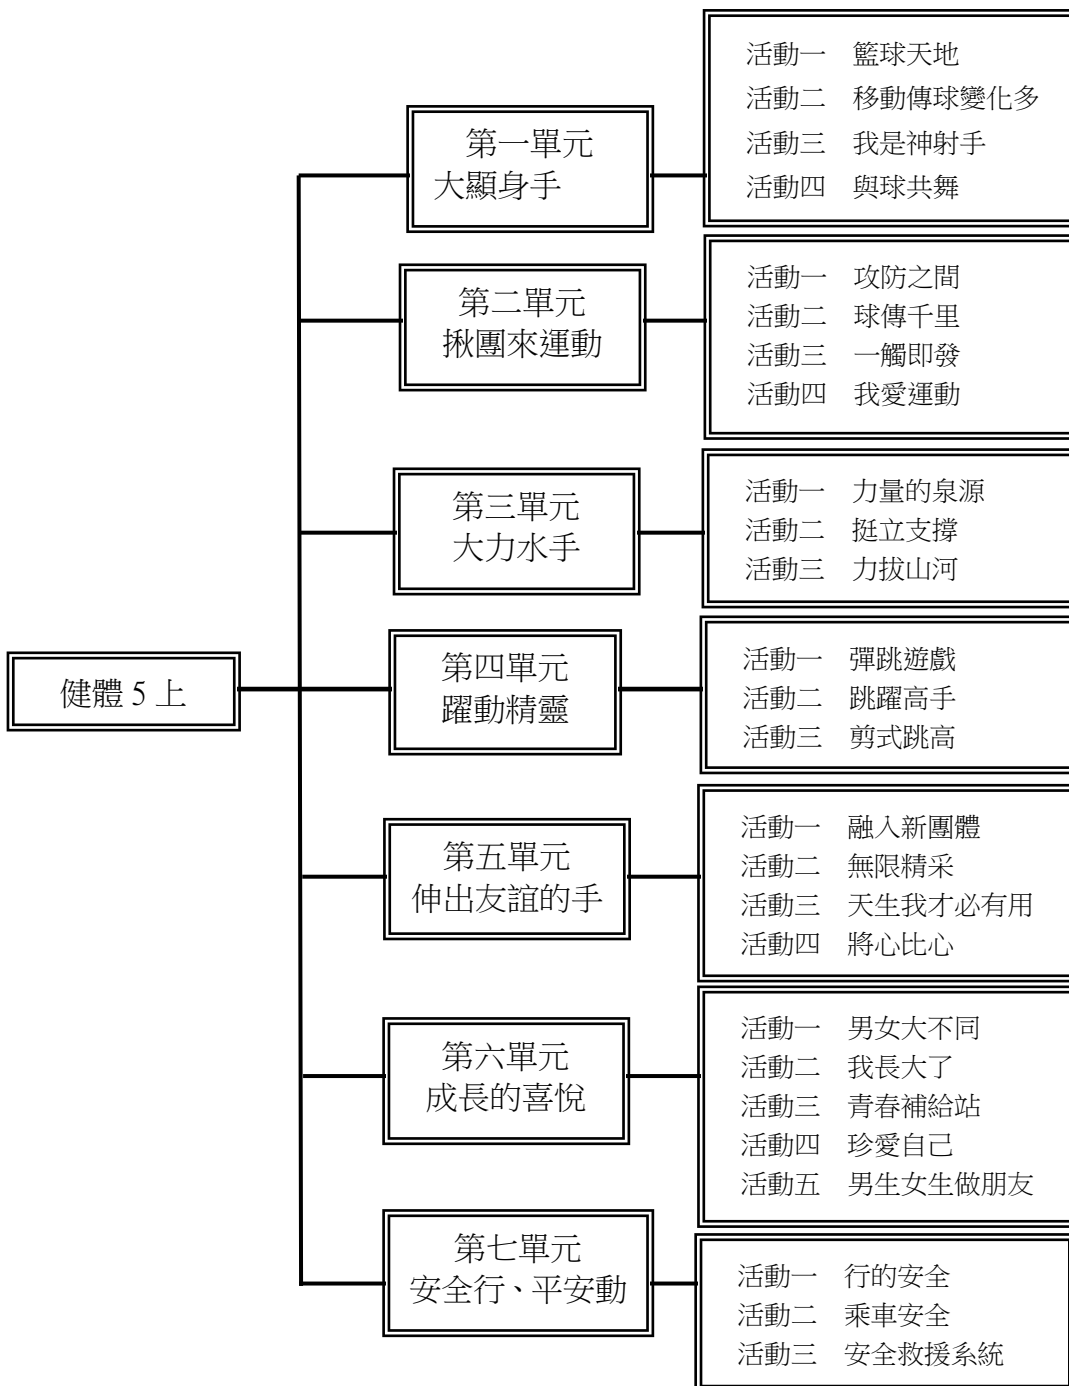 健體 5 上
第一單元
大顯身手
活動一　籃球天地
活動二　移動傳球變化多
活動三　我是神射手
活動四　與球共舞
第二單元
揪團來運動
活動一　攻防之間
活動二　球傳千里
活動三　一觸即發
活動四　我愛運動
第三單元
大力水手
活動一　力量的泉源
活動二　挺立支撐
活動三　力拔山河
第四單元
躍動精靈
活動一　彈跳遊戲
活動二　跳躍高手
活動三　剪式跳高
第五單元
伸出友誼的手
活動一　融入新團體
活動二　無限精采
活動三　天生我才必有用
活動四　將心比心
第六單元
成長的喜悅
活動一　男女大不同
活動二　我長大了
活動三　青春補給站
活動四　珍愛自己
活動五　男生女生做朋友
第七單元
安全行、平安動
活動一　行的安全
活動二　乘車安全
活動三　安全救援系統